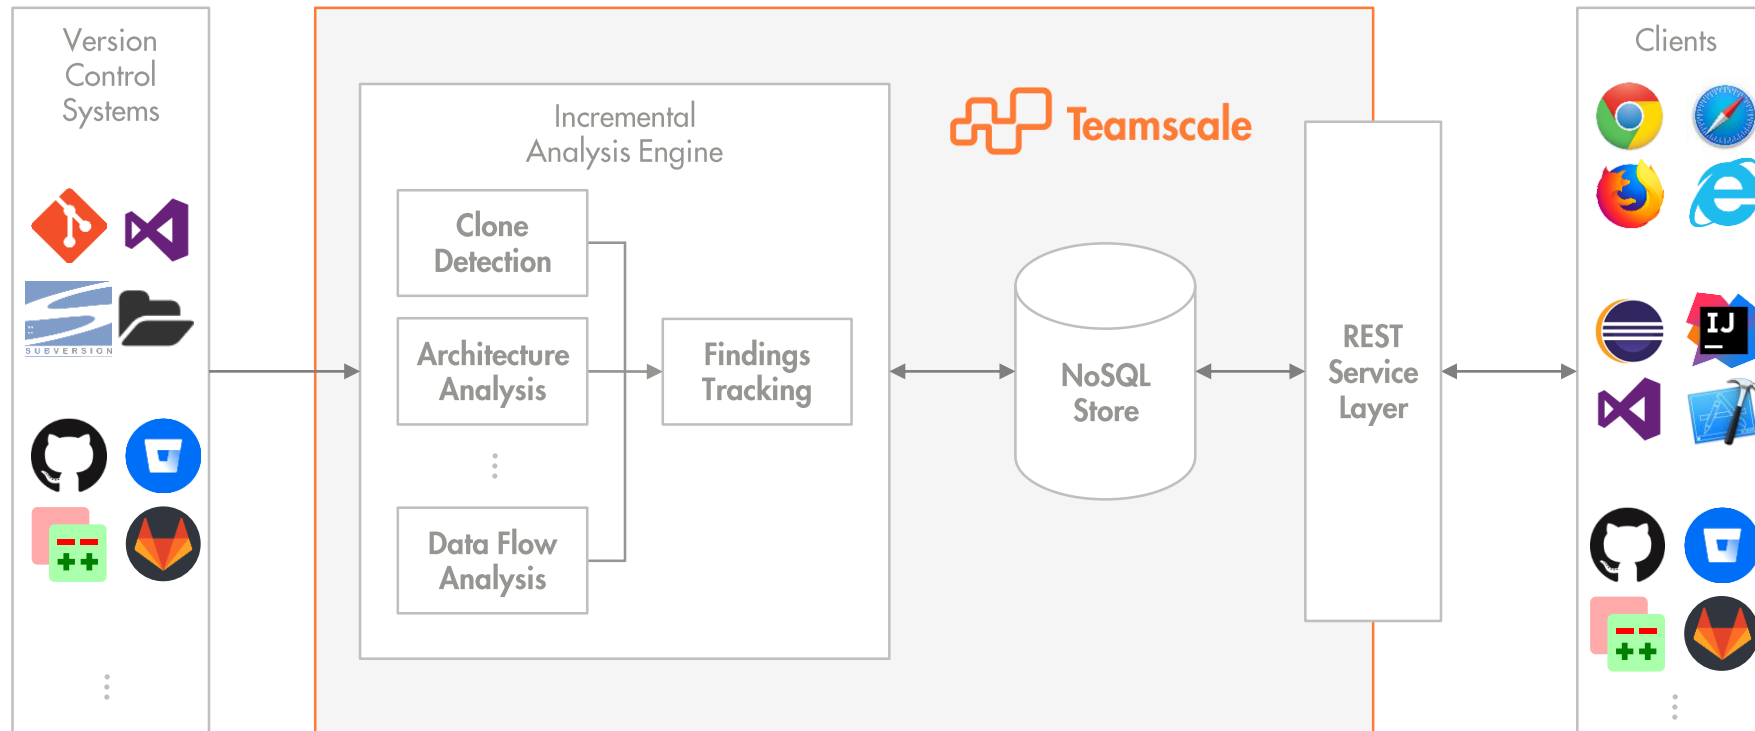 Version
Control
Systems
SUBVERSION
Incremental
Analysis Engine
Clone
Detection
Architecture
Analysis
Data Flow
Analysis
Findings
Tracking
Teamscale
NoSQL
Store
REST
Service
Layer
Clients
IJ